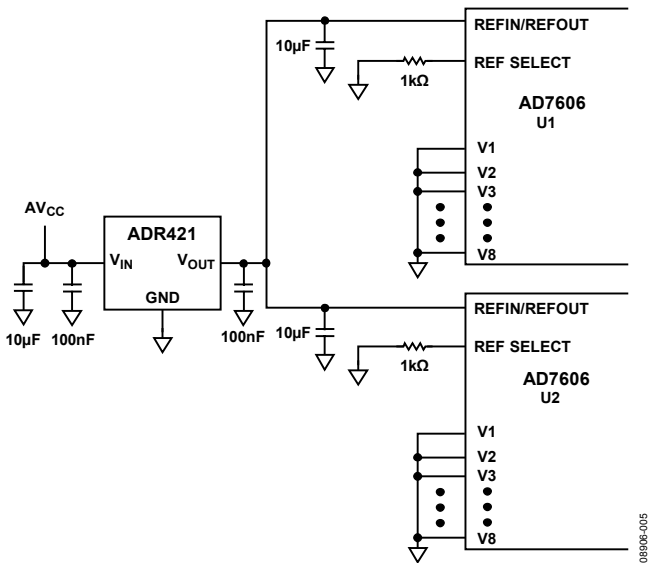 REFIN/REFOUT
10µF
REF SELECT
1kΩ
AD7606
U1
V1
V2
V3
V8
AVCC
ADR421
VIN
VOUT
GND
10µF
100nF
100nF
REFIN/REFOUT
10µF
REF SELECT
1kΩ
AD7606
U2
V1
V2
V3
V8
08906-005